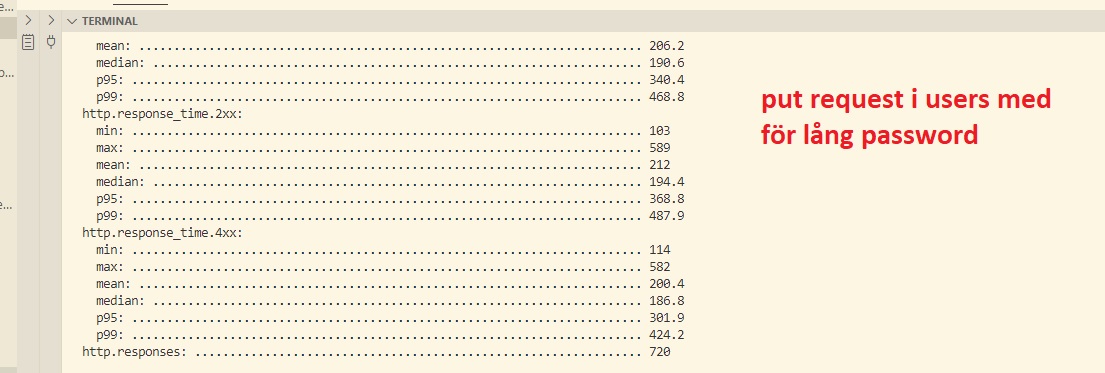 e...
TERMINAL
mean: ........................................................................ 206.2
median: ...................................................................... 190.6
p95: ......................................................................... 340.4
p99: ......................................................................... 468.8
http.response_time.2xx:
min: ......................................................................... 103
max: ......................................................................... 589
mean: ........................................................................ 212
median: ...................................................................... 194.4
p95: ......................................................................... 368.8
p99: ......................................................................... 487.9
http.response_time.4xx:
min: ......................................................................... 114
max: ......................................................................... 582
mean: ........................................................................ 200.4
median: ...................................................................... 186.8
p95: ......................................................................... 301.9
p99: ......................................................................... 424.2
http.responses: ................................................................ 720
put request i users med
för lång password
o...
e...